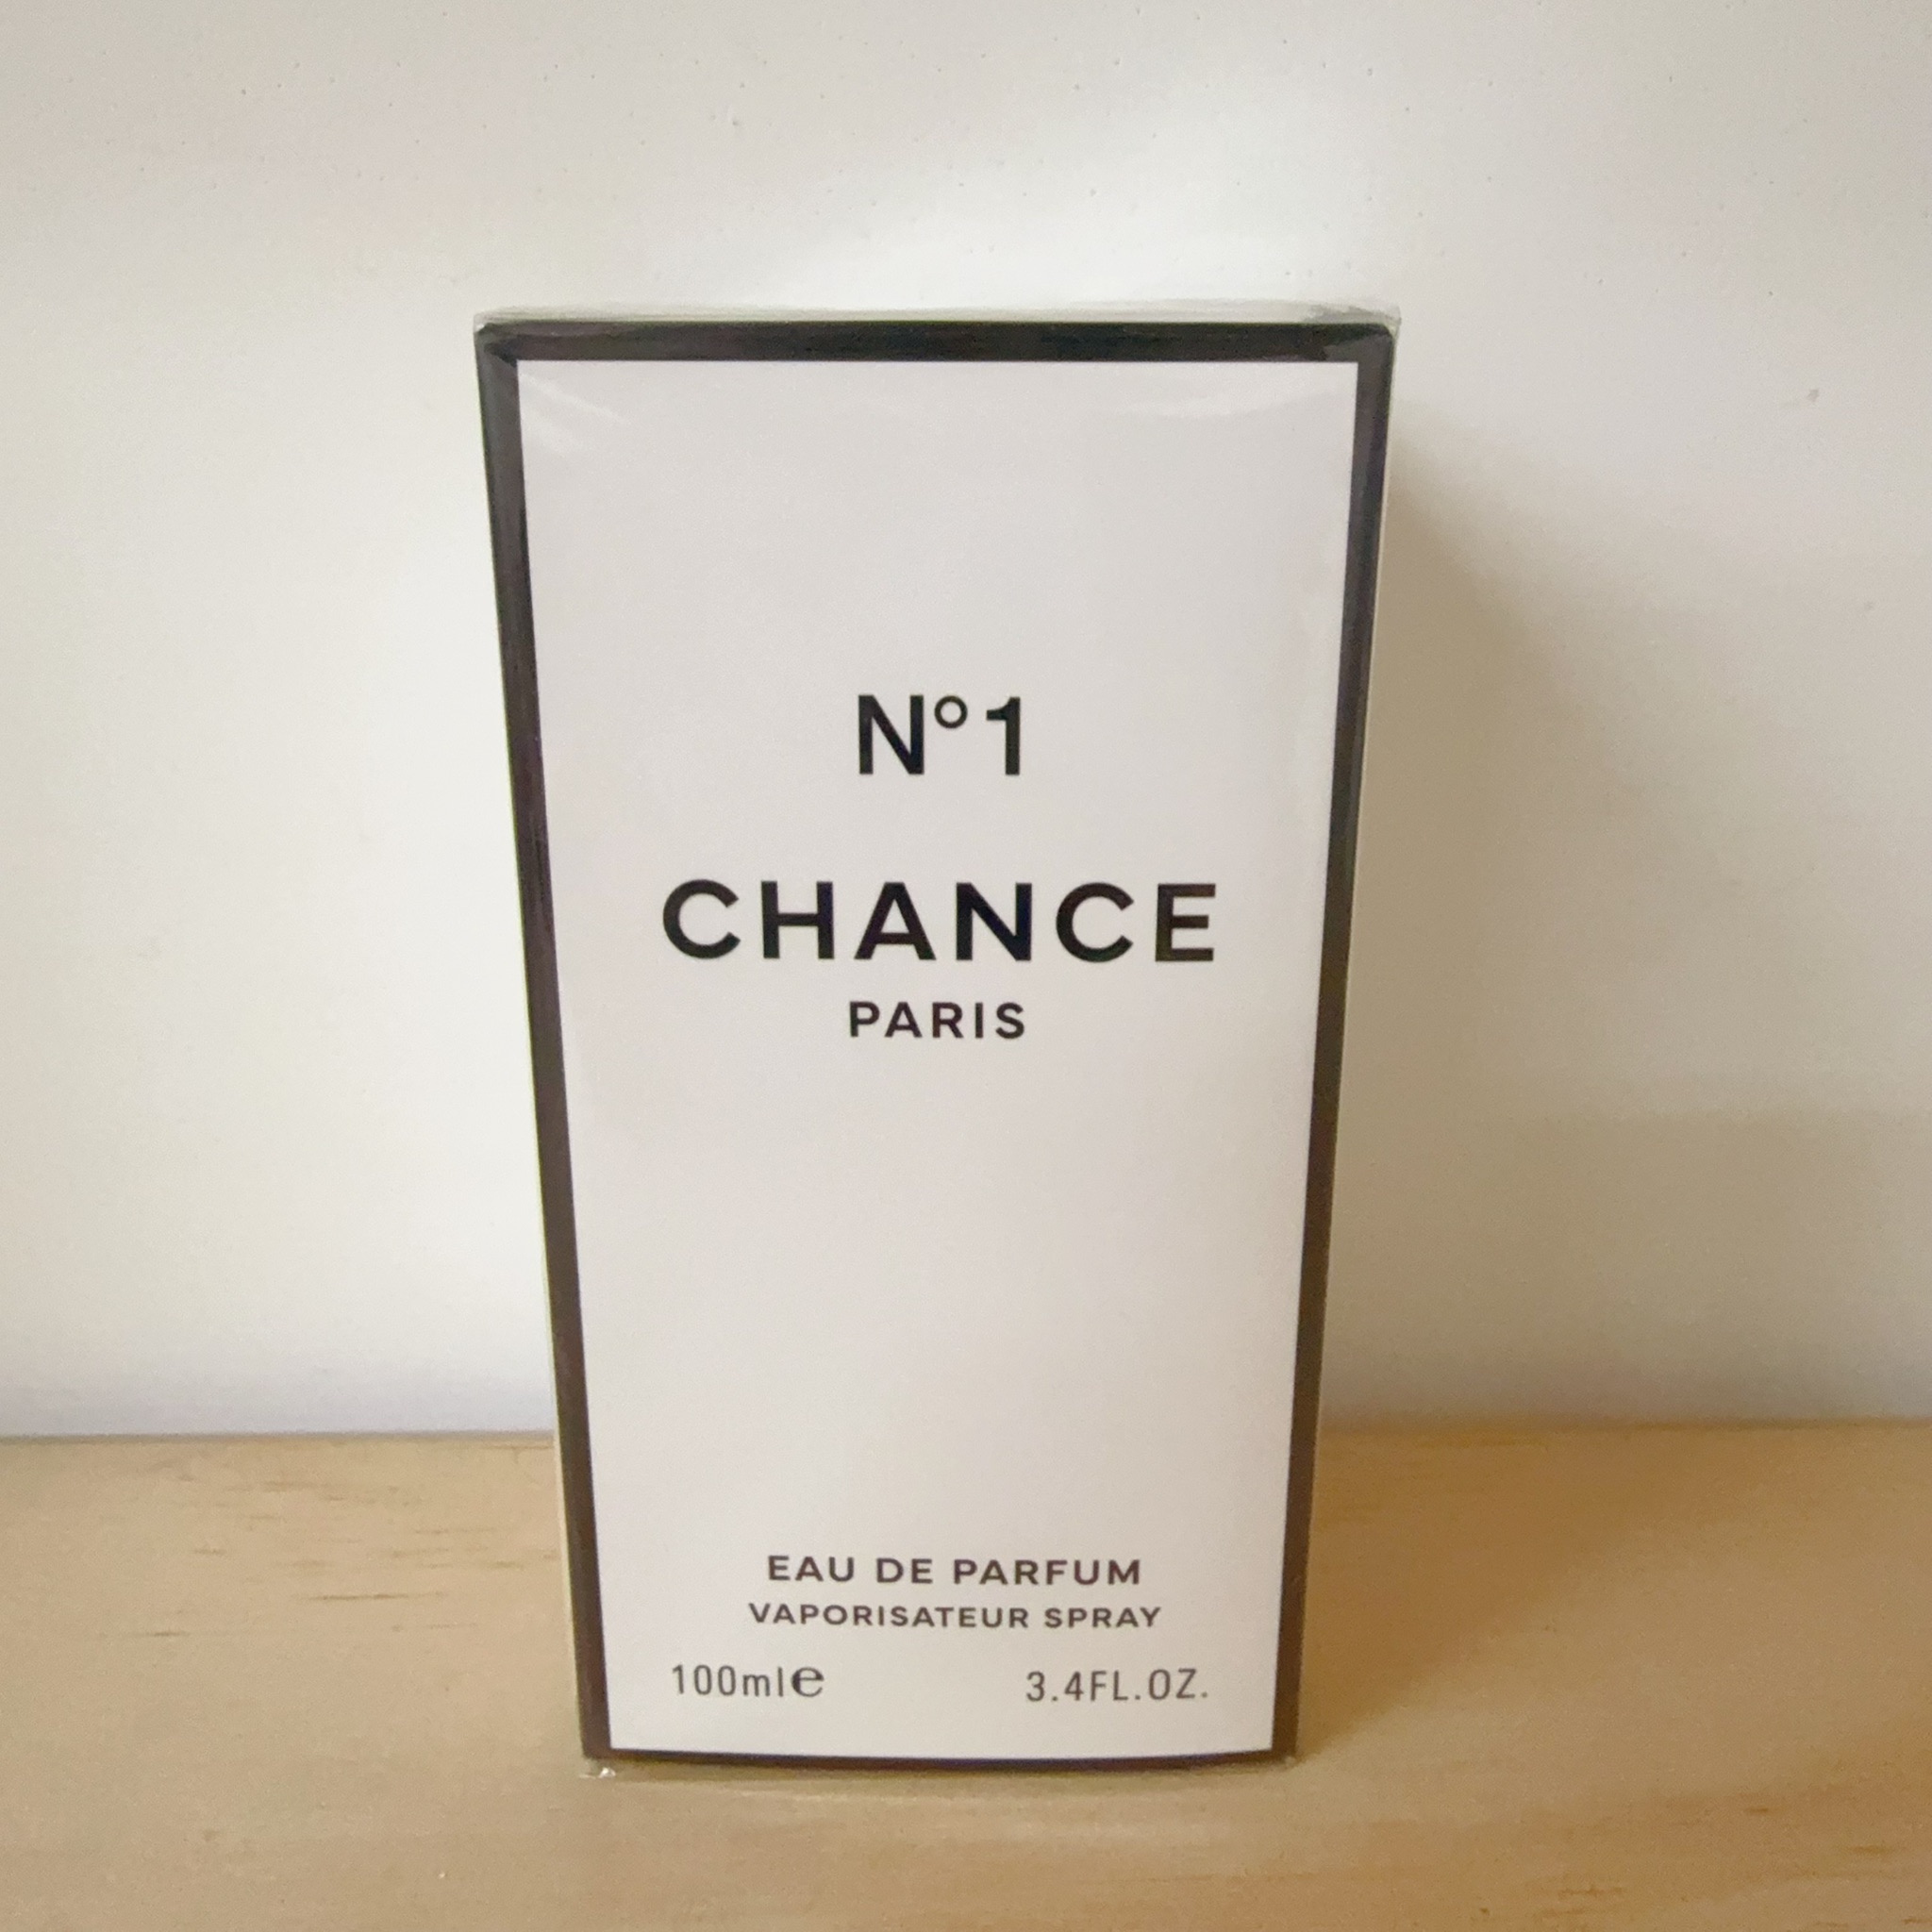 N°1
CHANCE
PARIS
EAU DE PARFUM
VAPORISATEUR SPRAY
100ml℮ 3.4FL.OZ.